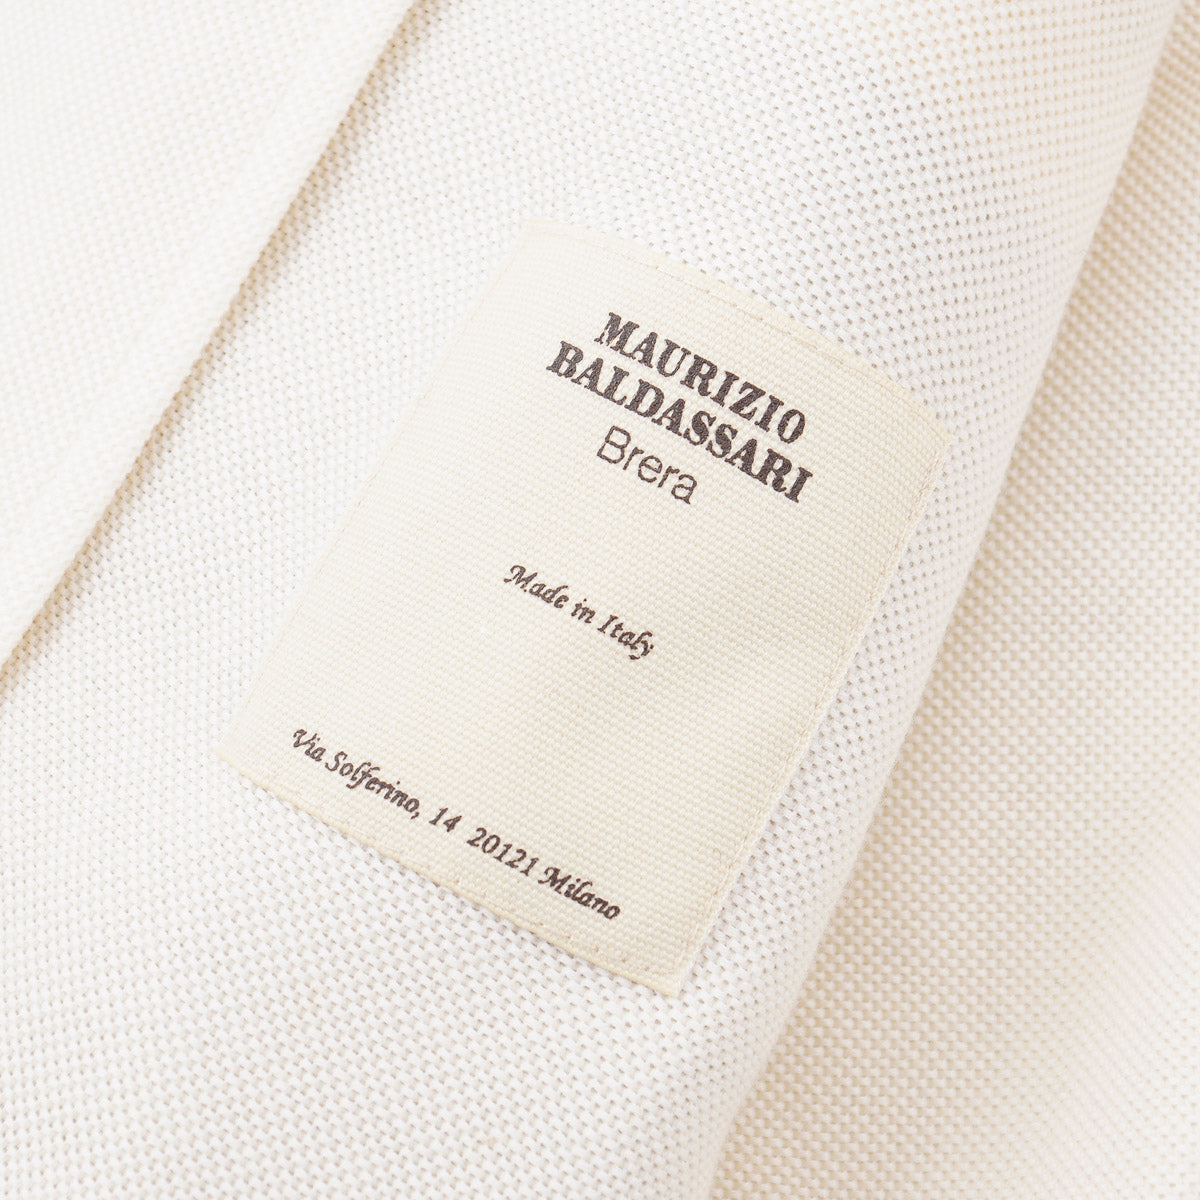 MAURIZIO
BALDASSARI
Brera
Made in Italy
Via Solferino, 14 20121 Milano